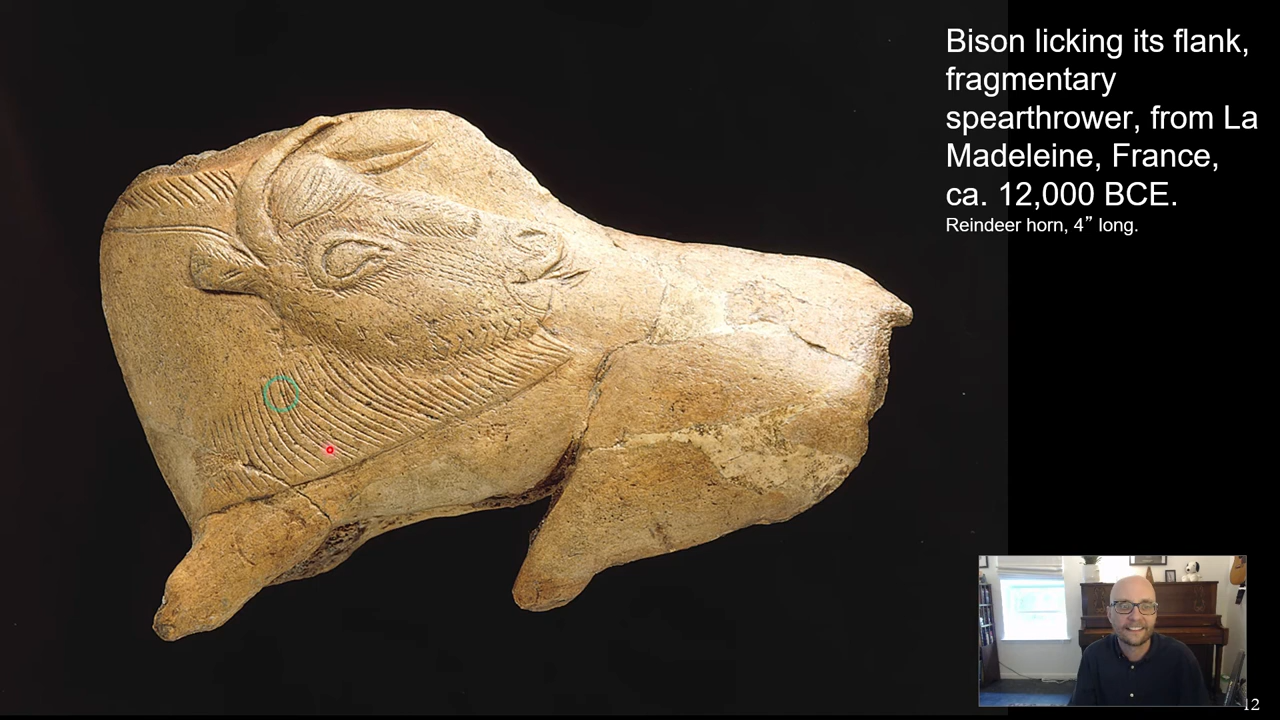 Bison licking its flank,
fragmentary
spearthrower, from La
Madeleine, France,
ca. 12,000 BCE.
Reindeer horn, 4” long.
12